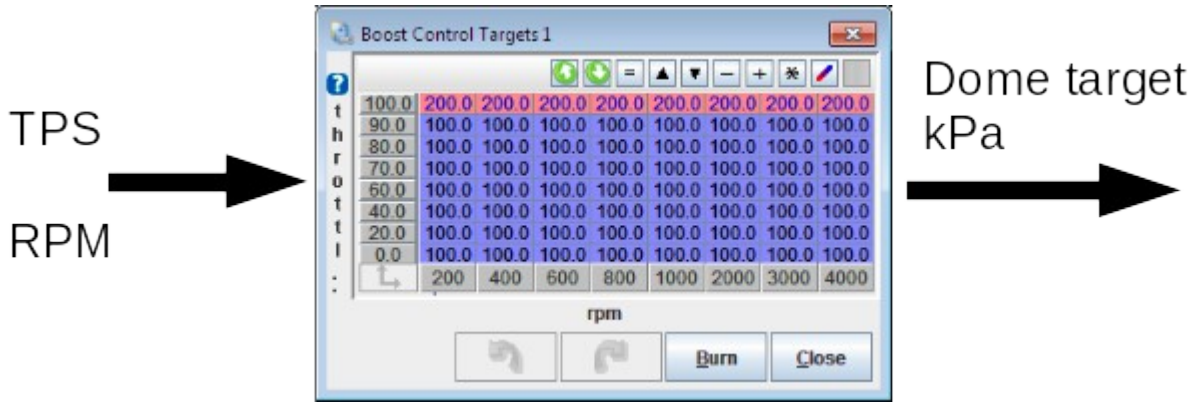 TPS
RPM
Boost Control Targets 1
? = − + *
throttl:
100.0 200.0 200.0 200.0 200.0 200.0 200.0 200.0 200.0
90.0 100.0 100.0 100.0 100.0 100.0 100.0 100.0 100.0
80.0 100.0 100.0 100.0 100.0 100.0 100.0 100.0 100.0
70.0 100.0 100.0 100.0 100.0 100.0 100.0 100.0 100.0
60.0 100.0 100.0 100.0 100.0 100.0 100.0 100.0 100.0
40.0 100.0 100.0 100.0 100.0 100.0 100.0 100.0 100.0
20.0 100.0 100.0 100.0 100.0 100.0 100.0 100.0 100.0
0.0 100.0 100.0 100.0 100.0 100.0 100.0 100.0 100.0
200 400 600 800 1000 2000 3000 4000
rpm
Burn Close
Dome target
kPa